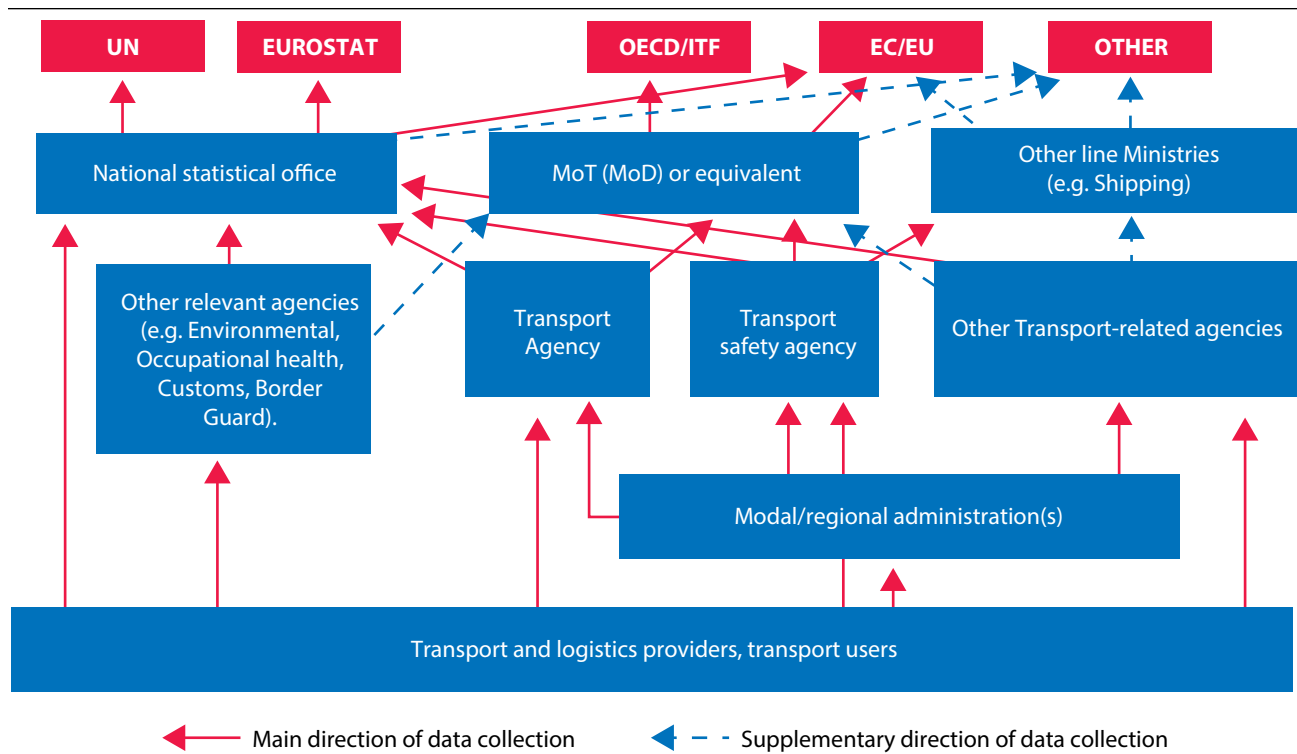 UN
EUROSTAT
OECD/ITF
EC/EU
OTHER
National statistical office
MoT (MoD) or equivalent
Other line Ministries
(e.g. Shipping)
Other relevant agencies
(e.g. Environmental,
Occupational health,
Customs, Border
Guard).
Transport
Agency
Transport
safety agency
Other Transport-related agencies
Modal/regional administration(s)
Transport and logistics providers, transport users
Main direction of data collection
Supplementary direction of data collection